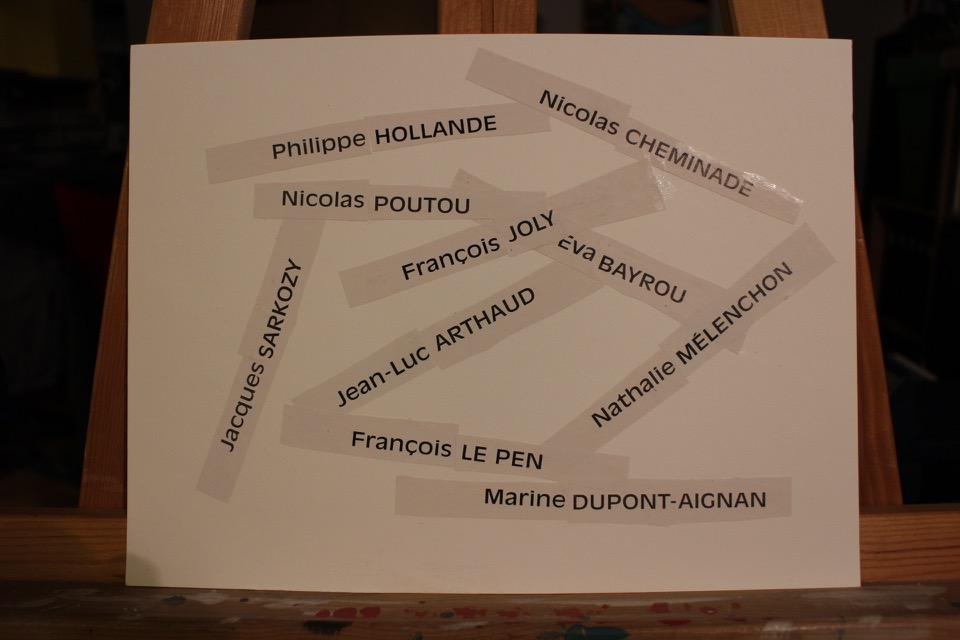 Nicolas CHEMINADE
Philippe HOLLANDE
Nicolas POUTOU
François JOLY
Éva BAYROU
Jacques SARKOZY
Jean-Luc ARTHAUD
Nathalie MÉLENCHON
François LE PEN
Marine DUPONT-AIGNAN